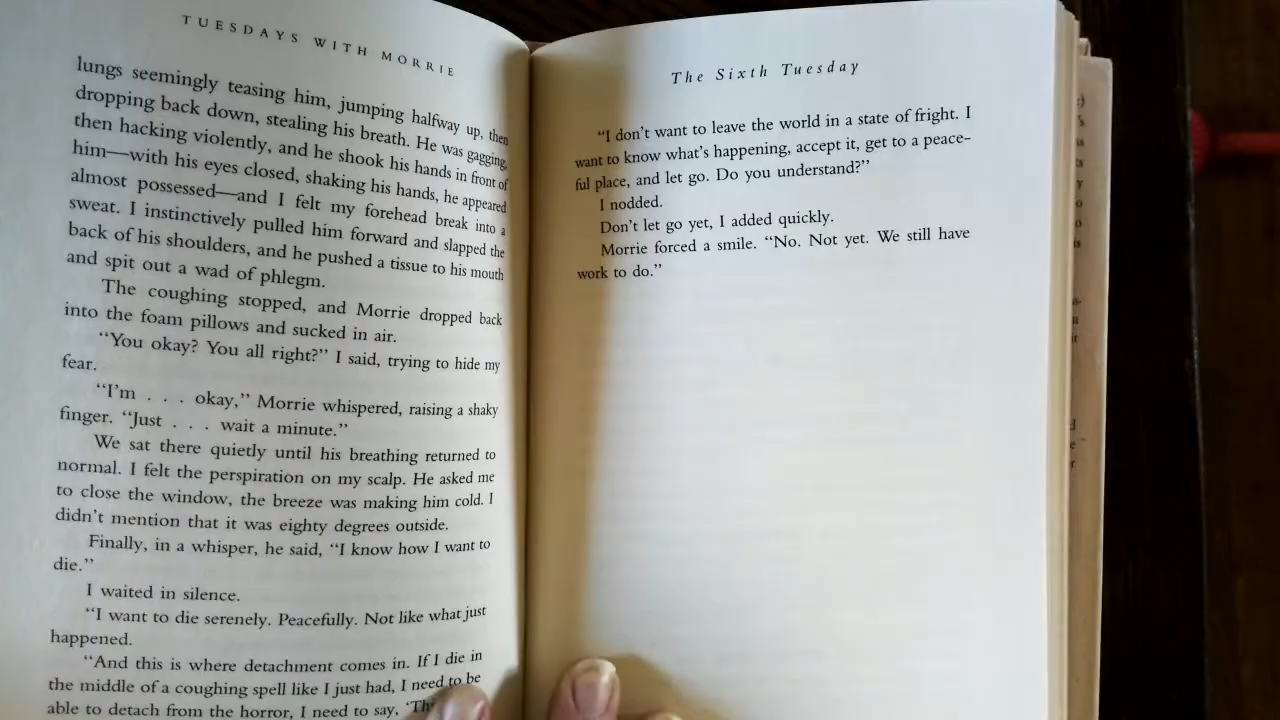 TUESDAYS WITH MORRIE
lungs seemingly teasing him, jumping halfway up, then
dropping back down, stealing his breath. He was gagging,
then hacking violently, and he shook his hands in front of
him—with his eyes closed, shaking his hands, he appeared
almost possessed—and I felt my forehead break into a
sweat. I instinctively pulled him forward and slapped the
back of his shoulders, and he pushed a tissue to his mouth
and spit out a wad of phlegm.
The coughing stopped, and Morrie dropped back
into the foam pillows and sucked in air.
“You okay? You all right?” I said, trying to hide my
fear.
“I’m . . . okay,” Morrie whispered, raising a shaky
finger. “Just . . . wait a minute.”
We sat there quietly until his breathing returned to
normal. I felt the perspiration on my scalp. He asked me
to close the window, the breeze was making him cold. I
didn’t mention that it was eighty degrees outside.
Finally, in a whisper, he said, “I know how I want to
die.”
I waited in silence.
“I want to die serenely. Peacefully. Not like what just
happened.
“And this is where detachment comes in. If I die in
the middle of a coughing spell like I just had, I need to be
able to detach from the horror, I need to say,
The Sixth Tuesday
“I don’t want to leave the world in a state of fright. I
want to know what’s happening, accept it, get to a peace-
ful place, and let go. Do you understand?”
I nodded.
Don’t let go yet, I added quickly.
Morrie forced a smile. “No. Not yet. We still have
work to do.”